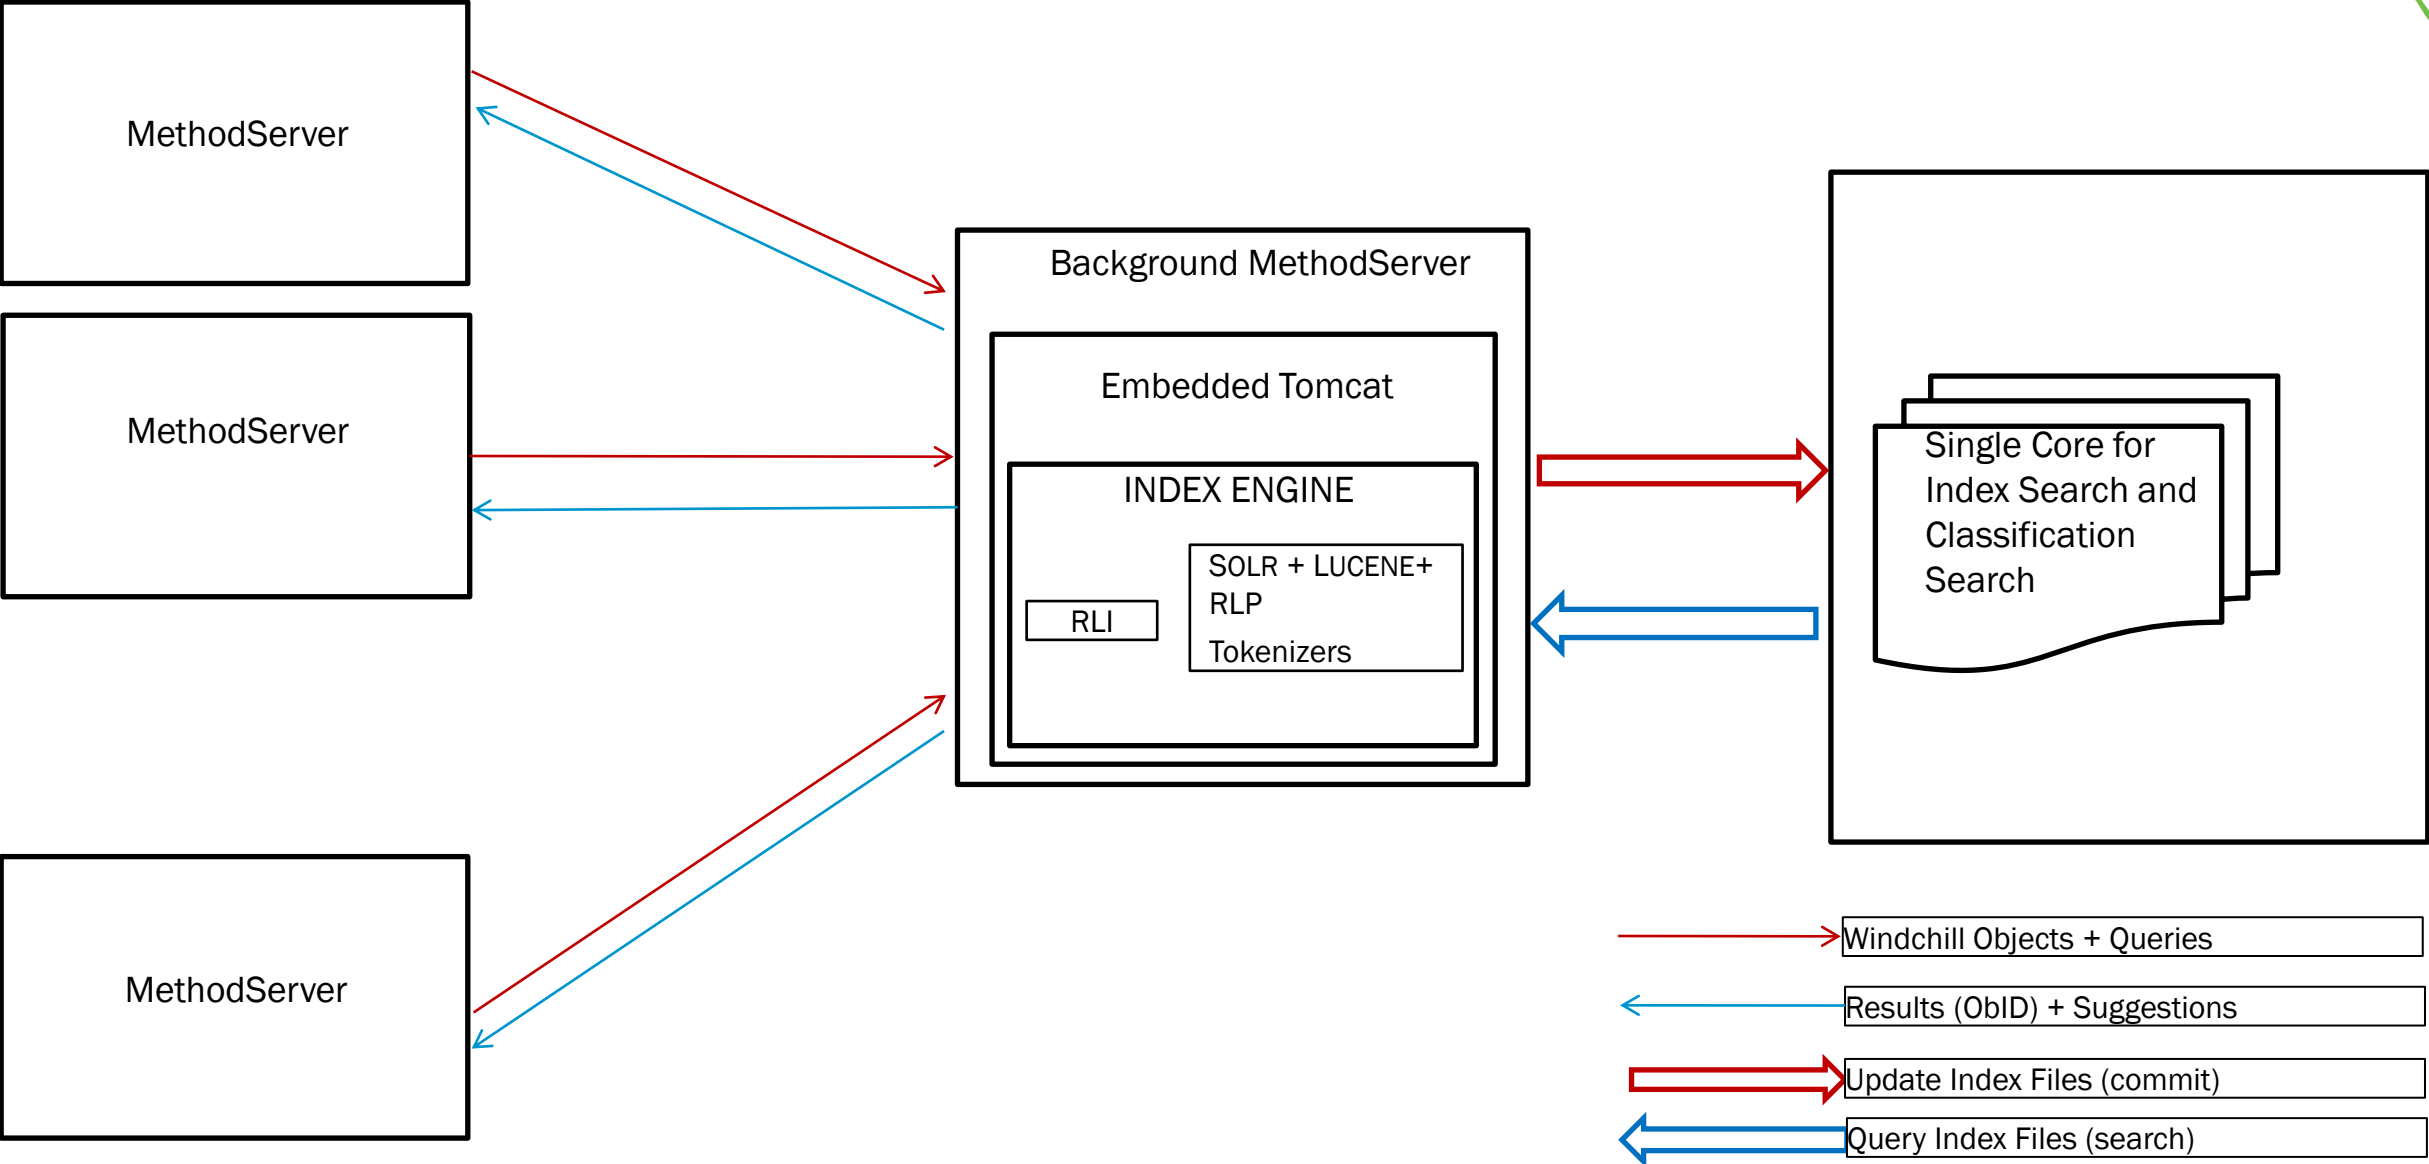 MethodServer
MethodServer
MethodServer
Background MethodServer
Embedded Tomcat
INDEX ENGINE
RLI
SOLR + LUCENE+
RLP
Tokenizers
Single Core for
Index Search and
Classification
Search
Windchill Objects + Queries
Results (ObID) + Suggestions
Update Index Files (commit)
Query Index Files (search)